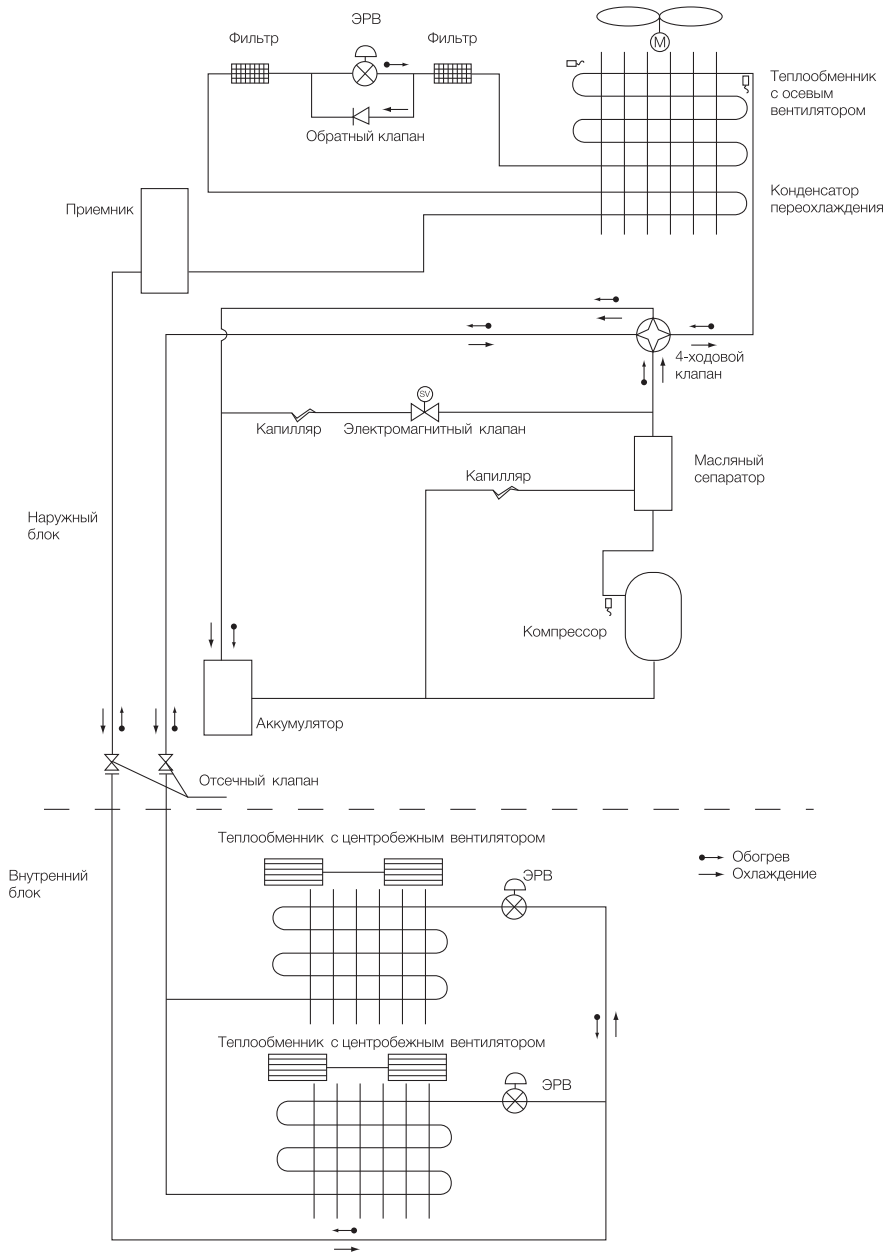 ЭРВ
Фильтр
Фильтр
M
Теплообменник
с осевым
вентилятором
Обратный клапан
Конденсатор
переохлаждения
Приемник
4-ходовой
клапан
SV
Капилляр
Электромагнитный клапан
Масляный
сепаратор
Капилляр
Наружный
блок
Компрессор
Аккумулятор
Отсечный клапан
Теплообменник с центробежным вентилятором
Внутренний
блок
ЭРВ
Обогрев
Охлаждение
Теплообменник с центробежным вентилятором
ЭРВ